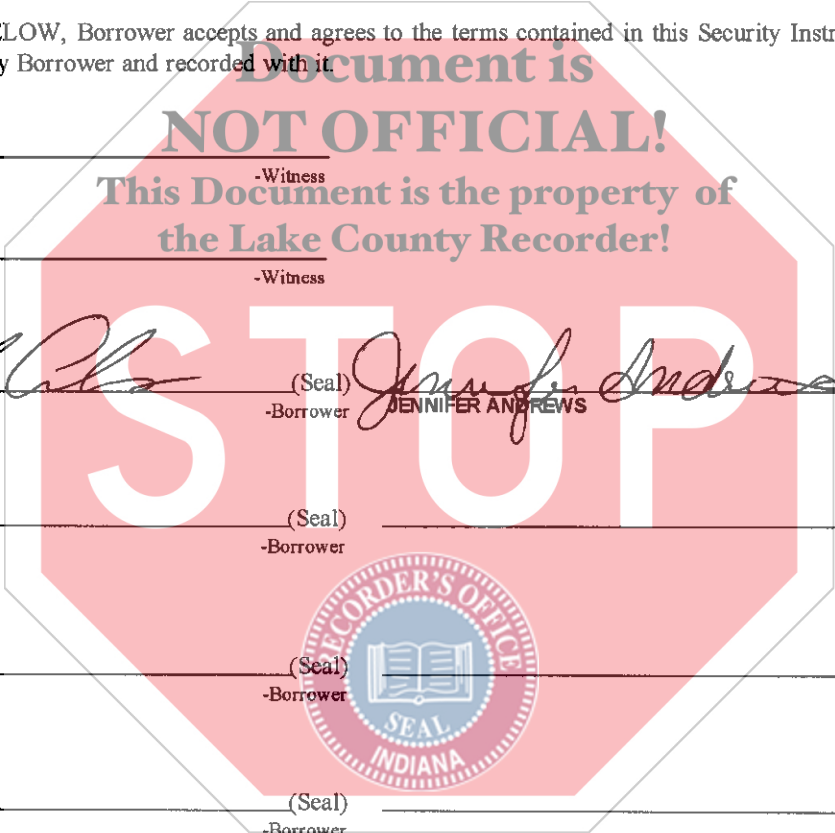 LOW, Borrower accepts and agrees to the terms contained in this Security Instr
y Borrower and recorded with it.
Document is
NOT OFFICIAL!
-Witness
This Document is the property of
the Lake County Recorder!
-Witness
STOP
(Seal) Jennifer Andrews
-Borrower JENNIFER ANDREWS
(Seal)
-Borrower
RECORDER'S OFFICE
(Seal)
-Borrower
SEAL
INDIANA
(Seal)
-Borrower